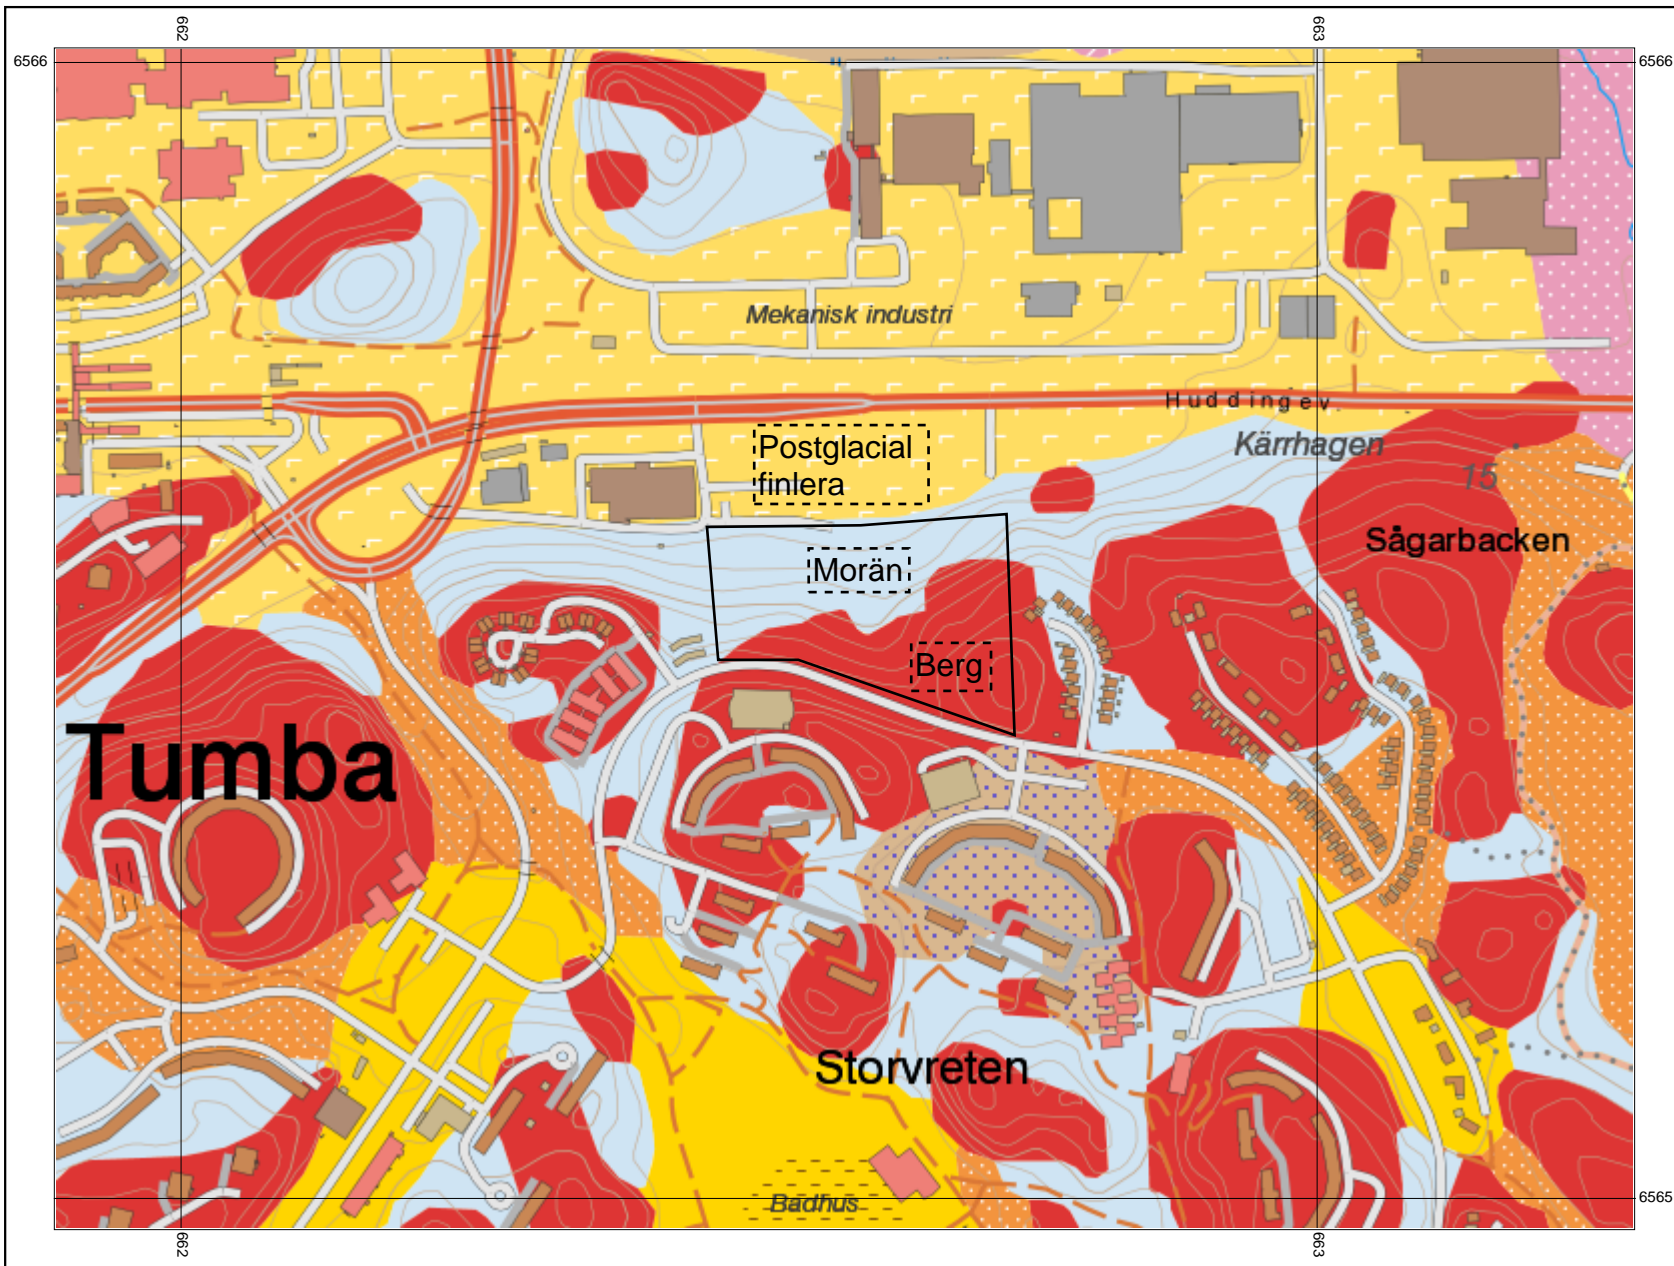 662
663
6566
6566
Mekanisk industri
Huddingev
Postglacial
finlera
Kärrhagen
15
Sågarbacken
Morän
Berg
Tumba
Storvreten
Badhus
6565
662
663